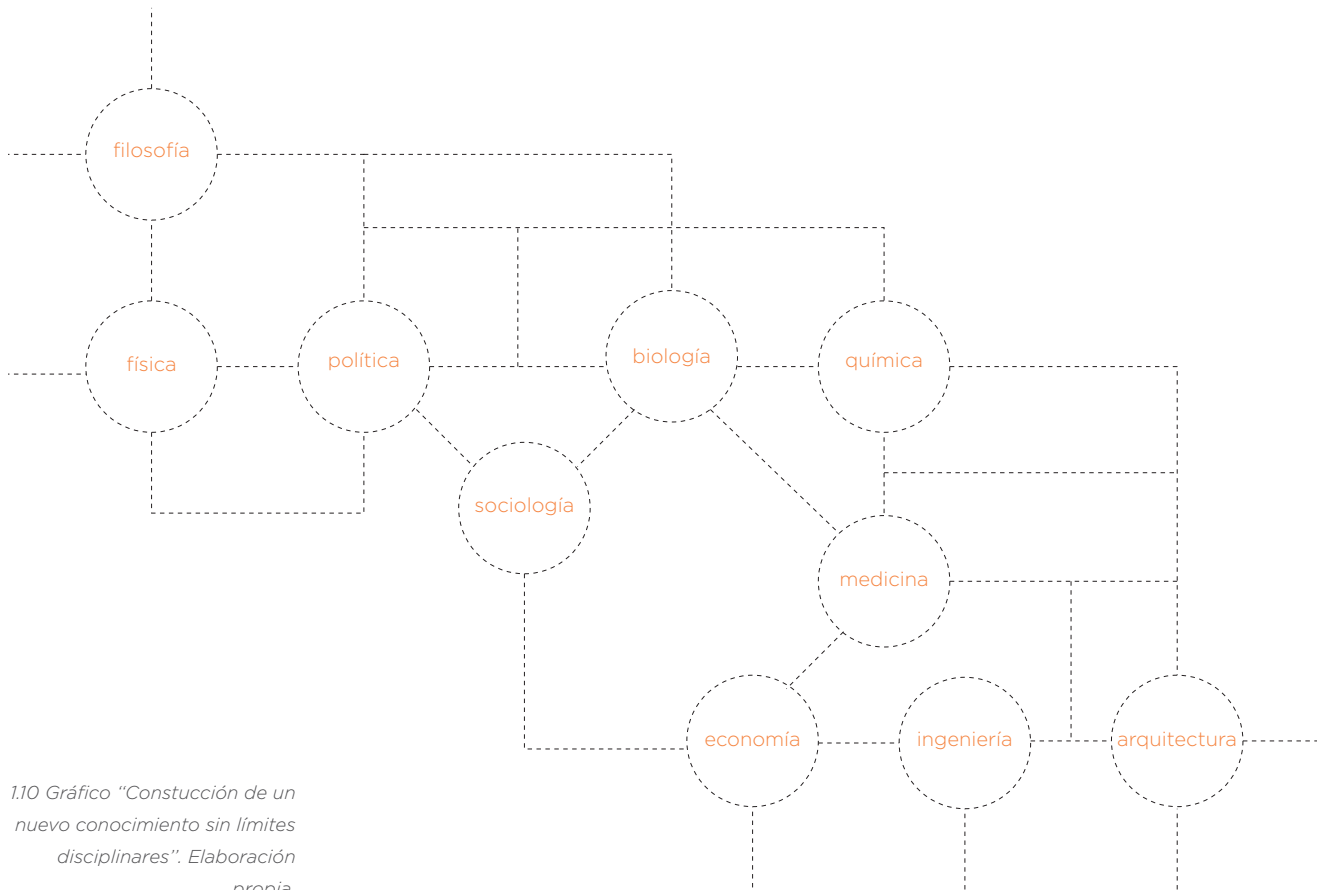 filosofía
física
política
biología
química
sociología
medicina
economía
ingeniería
arquitectura
1.10 Gráfico “Constucción de un
nuevo conocimiento sin límites
disciplinares”. Elaboración
propia.